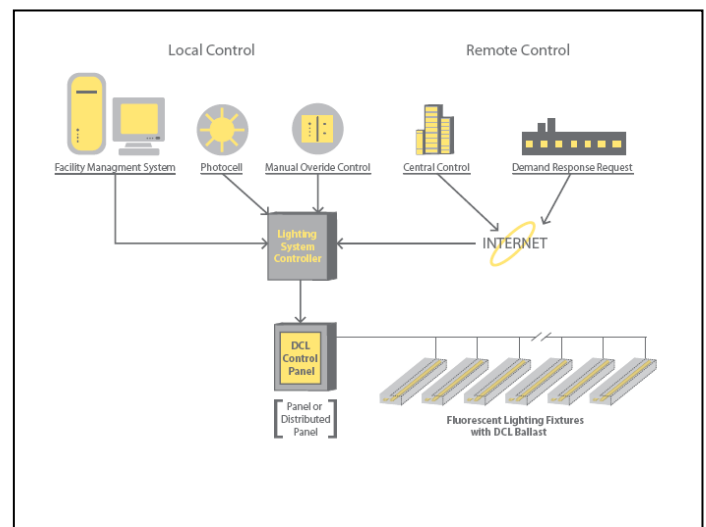 Local Control
Remote Control
Facility Managment System
Photocell
Manual Overide Control
Central Control
Demand Response Request
Lighting
System
Controller
INTERNET
DCL
Control
Panel
Panel or
Distributed
Panel
Fluorescent Lighting Fixtures
with DCL Ballast